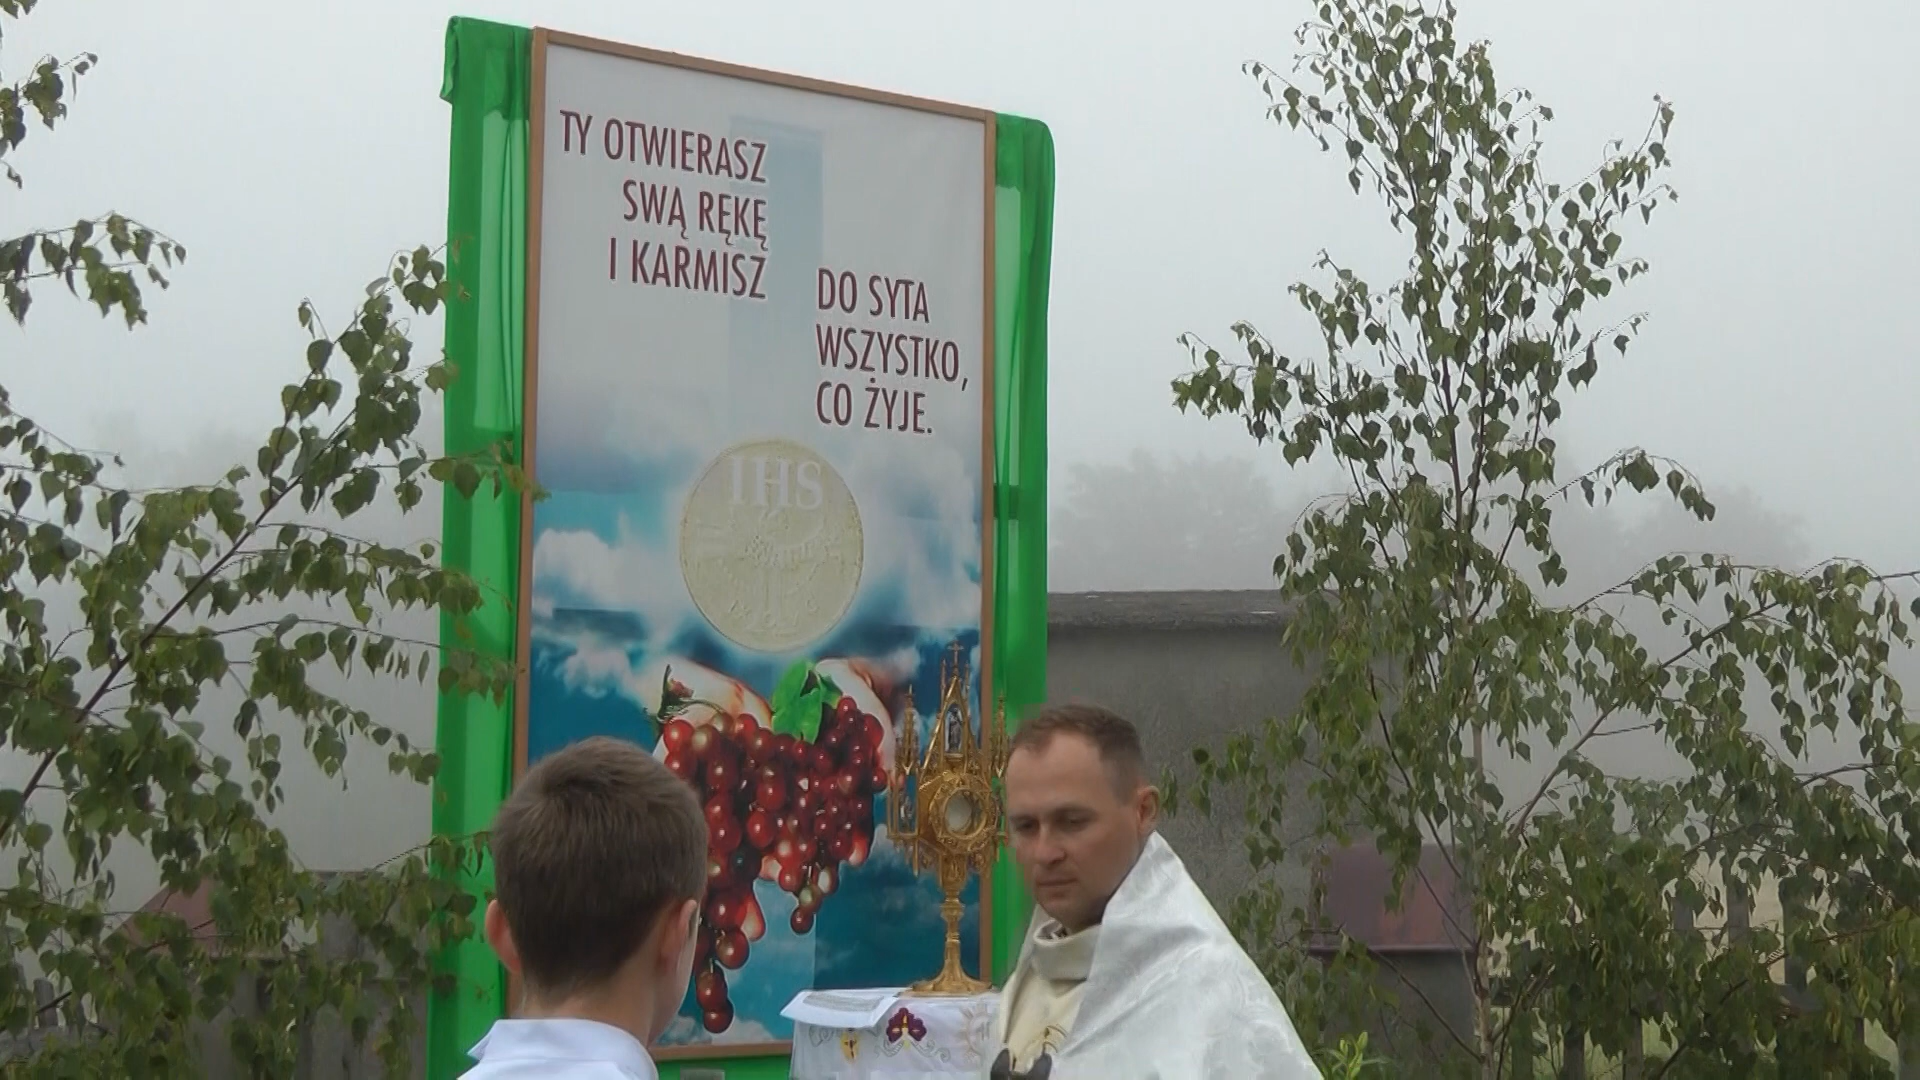 TY OTWIERASZ
SWĄ RĘKĘ
I KARMISZ
DO SYTA
WSZYSTKO,
CO ŻYJE.
IHS